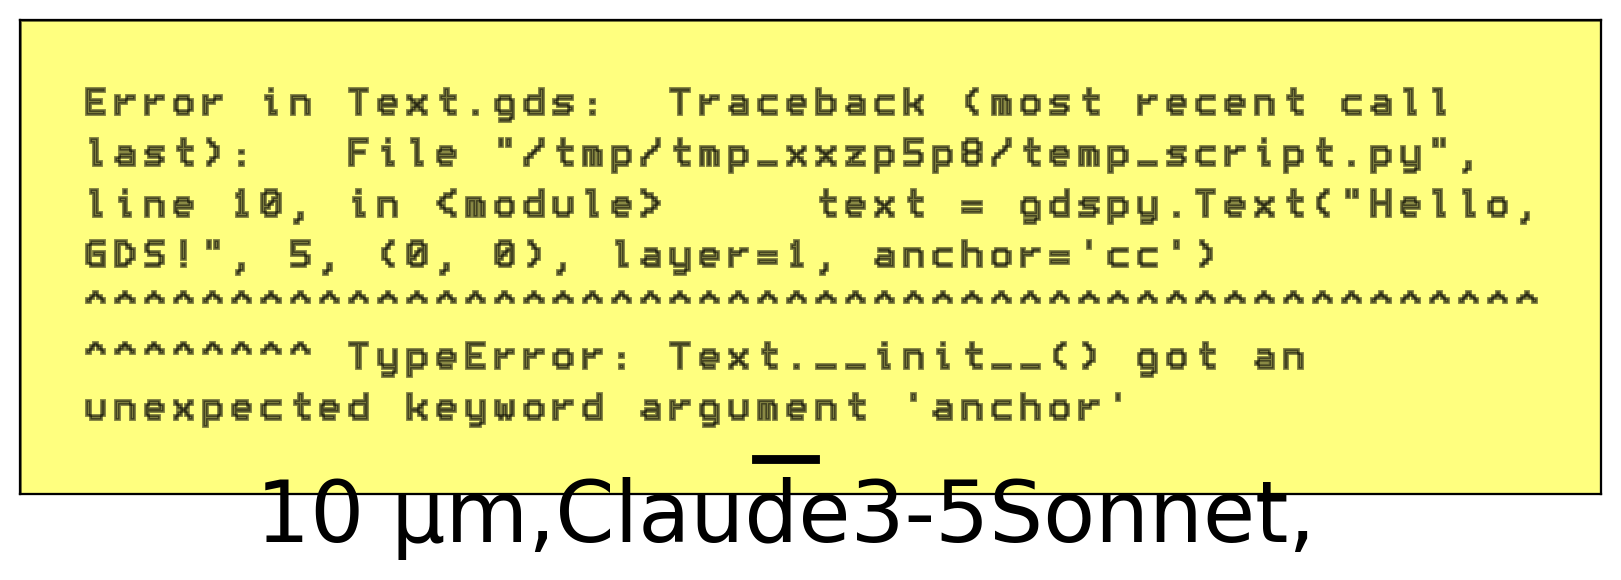 Error in Text.gds:  Traceback (most recent call
last):   File "/tmp/tmp_xxzp5p8/temp_script.py",
line 10, in <module>     text = gdspy.Text("Hello,
GDS!", 5, (0, 0), layer=1, anchor='cc')
^^^^^^^^^^^^^^^^^^^^^^^^^^^^^^^^^^^^^^^^^^^^^^^^^^
^^^^^^^^ TypeError: Text.__init__() got an
unexpected keyword argument 'anchor'
10 μm,Claude3-5Sonnet,